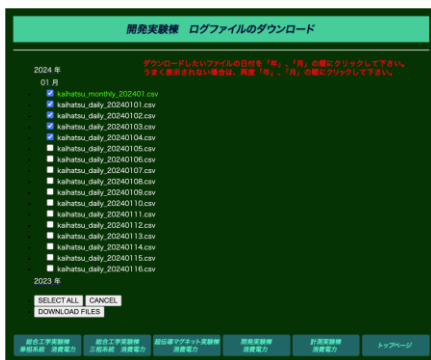 開発実験棟 ログファイルのダウンロード
ダウンロードしたいファイルの日付を「年」、「月」の順にクリックして下さい。
うまく表示されない場合は、再度「年」、「月」の順にクリックして下さい。
2024 年
01 月
kaihatsu_monthly_202401.csv
kaihatsu_daily_20240101.csv
kaihatsu_daily_20240102.csv
kaihatsu_daily_20240103.csv
kaihatsu_daily_20240104.csv
kaihatsu_daily_20240105.csv
kaihatsu_daily_20240106.csv
kaihatsu_daily_20240107.csv
kaihatsu_daily_20240108.csv
kaihatsu_daily_20240109.csv
kaihatsu_daily_20240110.csv
kaihatsu_daily_20240111.csv
kaihatsu_daily_20240112.csv
kaihatsu_daily_20240113.csv
kaihatsu_daily_20240114.csv
kaihatsu_daily_20240115.csv
kaihatsu_daily_20240116.csv
2023 年
SELECT ALL CANCEL
DOWNLOAD FILES
総合工学実験棟 総合工学実験棟 超伝導マグネット実験棟 開発実験棟 計測実験棟 トップページ
単相系統 消費電力 三相系統 消費電力 消費電力 消費電力 消費電力